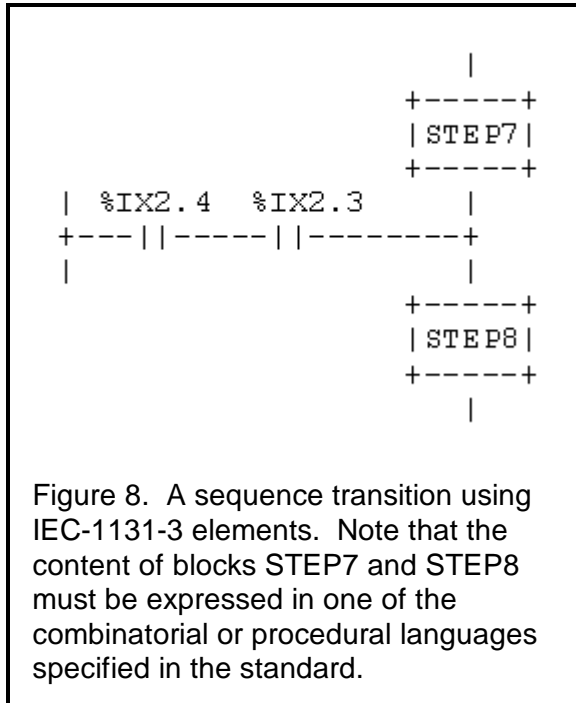 |
+-----+
|STEP7|
+-----+
| %IX2.4 %IX2.3 |
+---||-----||--------+
| |
+-----+
|STEP8|
+-----+
|
Figure 8. A sequence transition using
IEC-1131-3 elements. Note that the
content of blocks STEP7 and STEP8
must be expressed in one of the
combinatorial or procedural languages
specified in the standard.